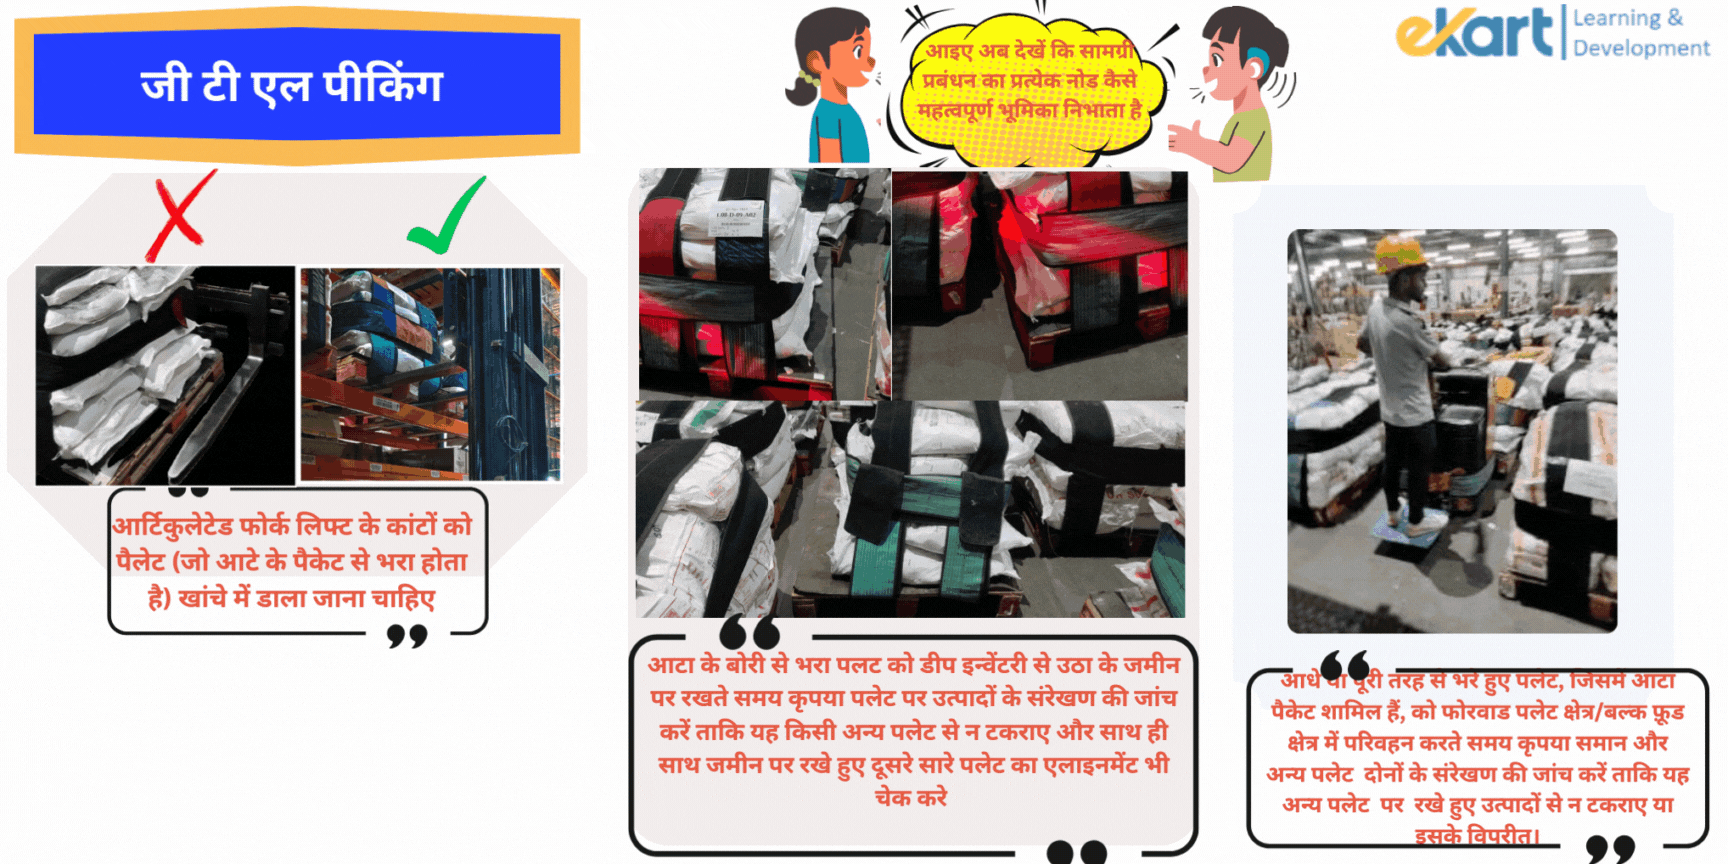 जी टी एल पीकिंग
आइए अब देखें कि सामग्री
प्रबंधन का प्रत्येक नोड कैसे
महत्वपूर्ण भूमिका निभाता है
ekart
Learning &
Development
आर्टिकुलेटेड फोर्क लिफ्ट के कांटों को
पैलेट (जो आटे के पैकेट से भरा होता
है) खांचे में डाला जाना चाहिए
आटा के बोरी से भरा पलट को डीप इन्वेंटरी से उठा के जमीन
पर रखते समय कृपया पलेट पर उत्पादों के संरेखण की जांच
करें ताकि यह किसी अन्य पलेट से न टकराए और साथ ही
साथ जमीन पर रखे हुए दूसरे सारे पलेट का एलाइनमेंट भी
चेक करे
आधे या पूरी तरह से भरे हुए पलेट, जिसमें आटा
पैकेट शामिल हैं, को फोरवाड पलेट क्षेत्र/बल्क फ़ूड
क्षेत्र में परिवहन करते समय कृपया समान और
अन्य पलेट दोनों के संरेखण की जांच करें ताकि यह
अन्य पलेट पर रखे हुए उत्पादों से न टकराए या
इसके विपरीत।